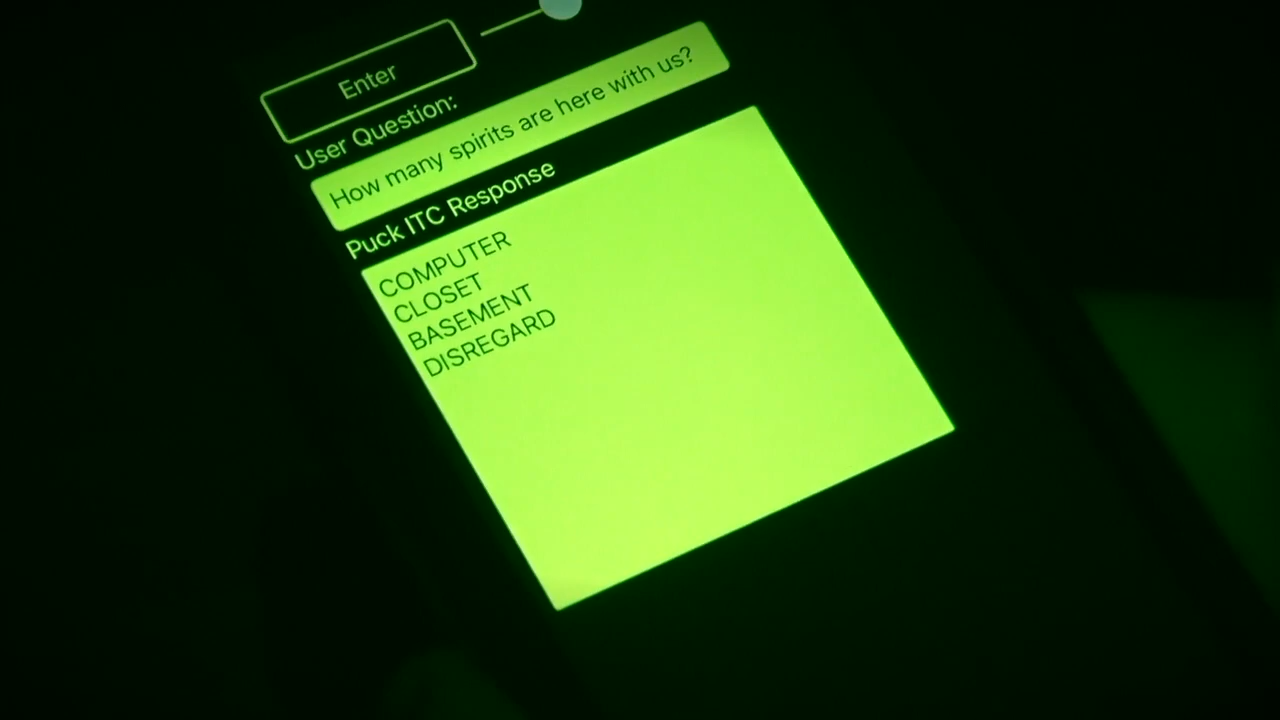 Enter
User Question:
How many spirits are here with us?
Puck ITC Response
COMPUTER
CLOSET
BASEMENT
DISREGARD